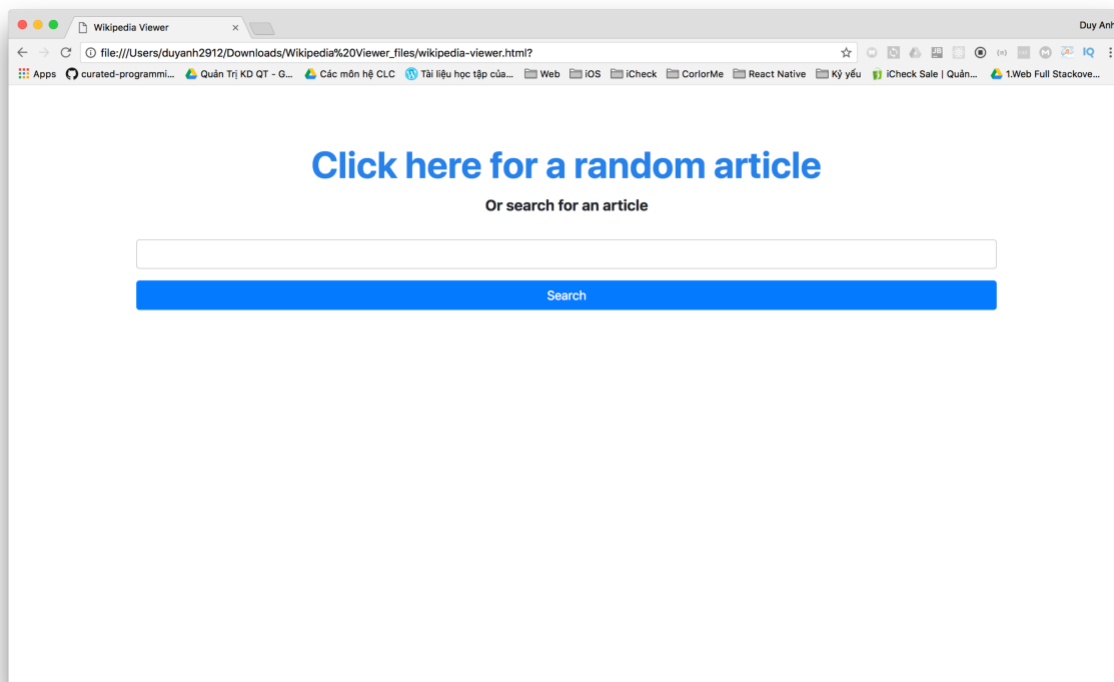 Wikipedia Viewer
Duy Anh
file:///Users/duyanh2912/Downloads/Wikipedia%20Viewer_files/wikipedia-viewer.html?
IQ
Apps curated-programmi... Quản Trị KD QT - G... Các môn hệ CLC Tài liệu học tập của... Web iOS iCheck CorlorMe React Native Kỷ yếu iCheck Sale | Quản... 1.Web Full Stackove...
Click here for a random article
Or search for an article
Search